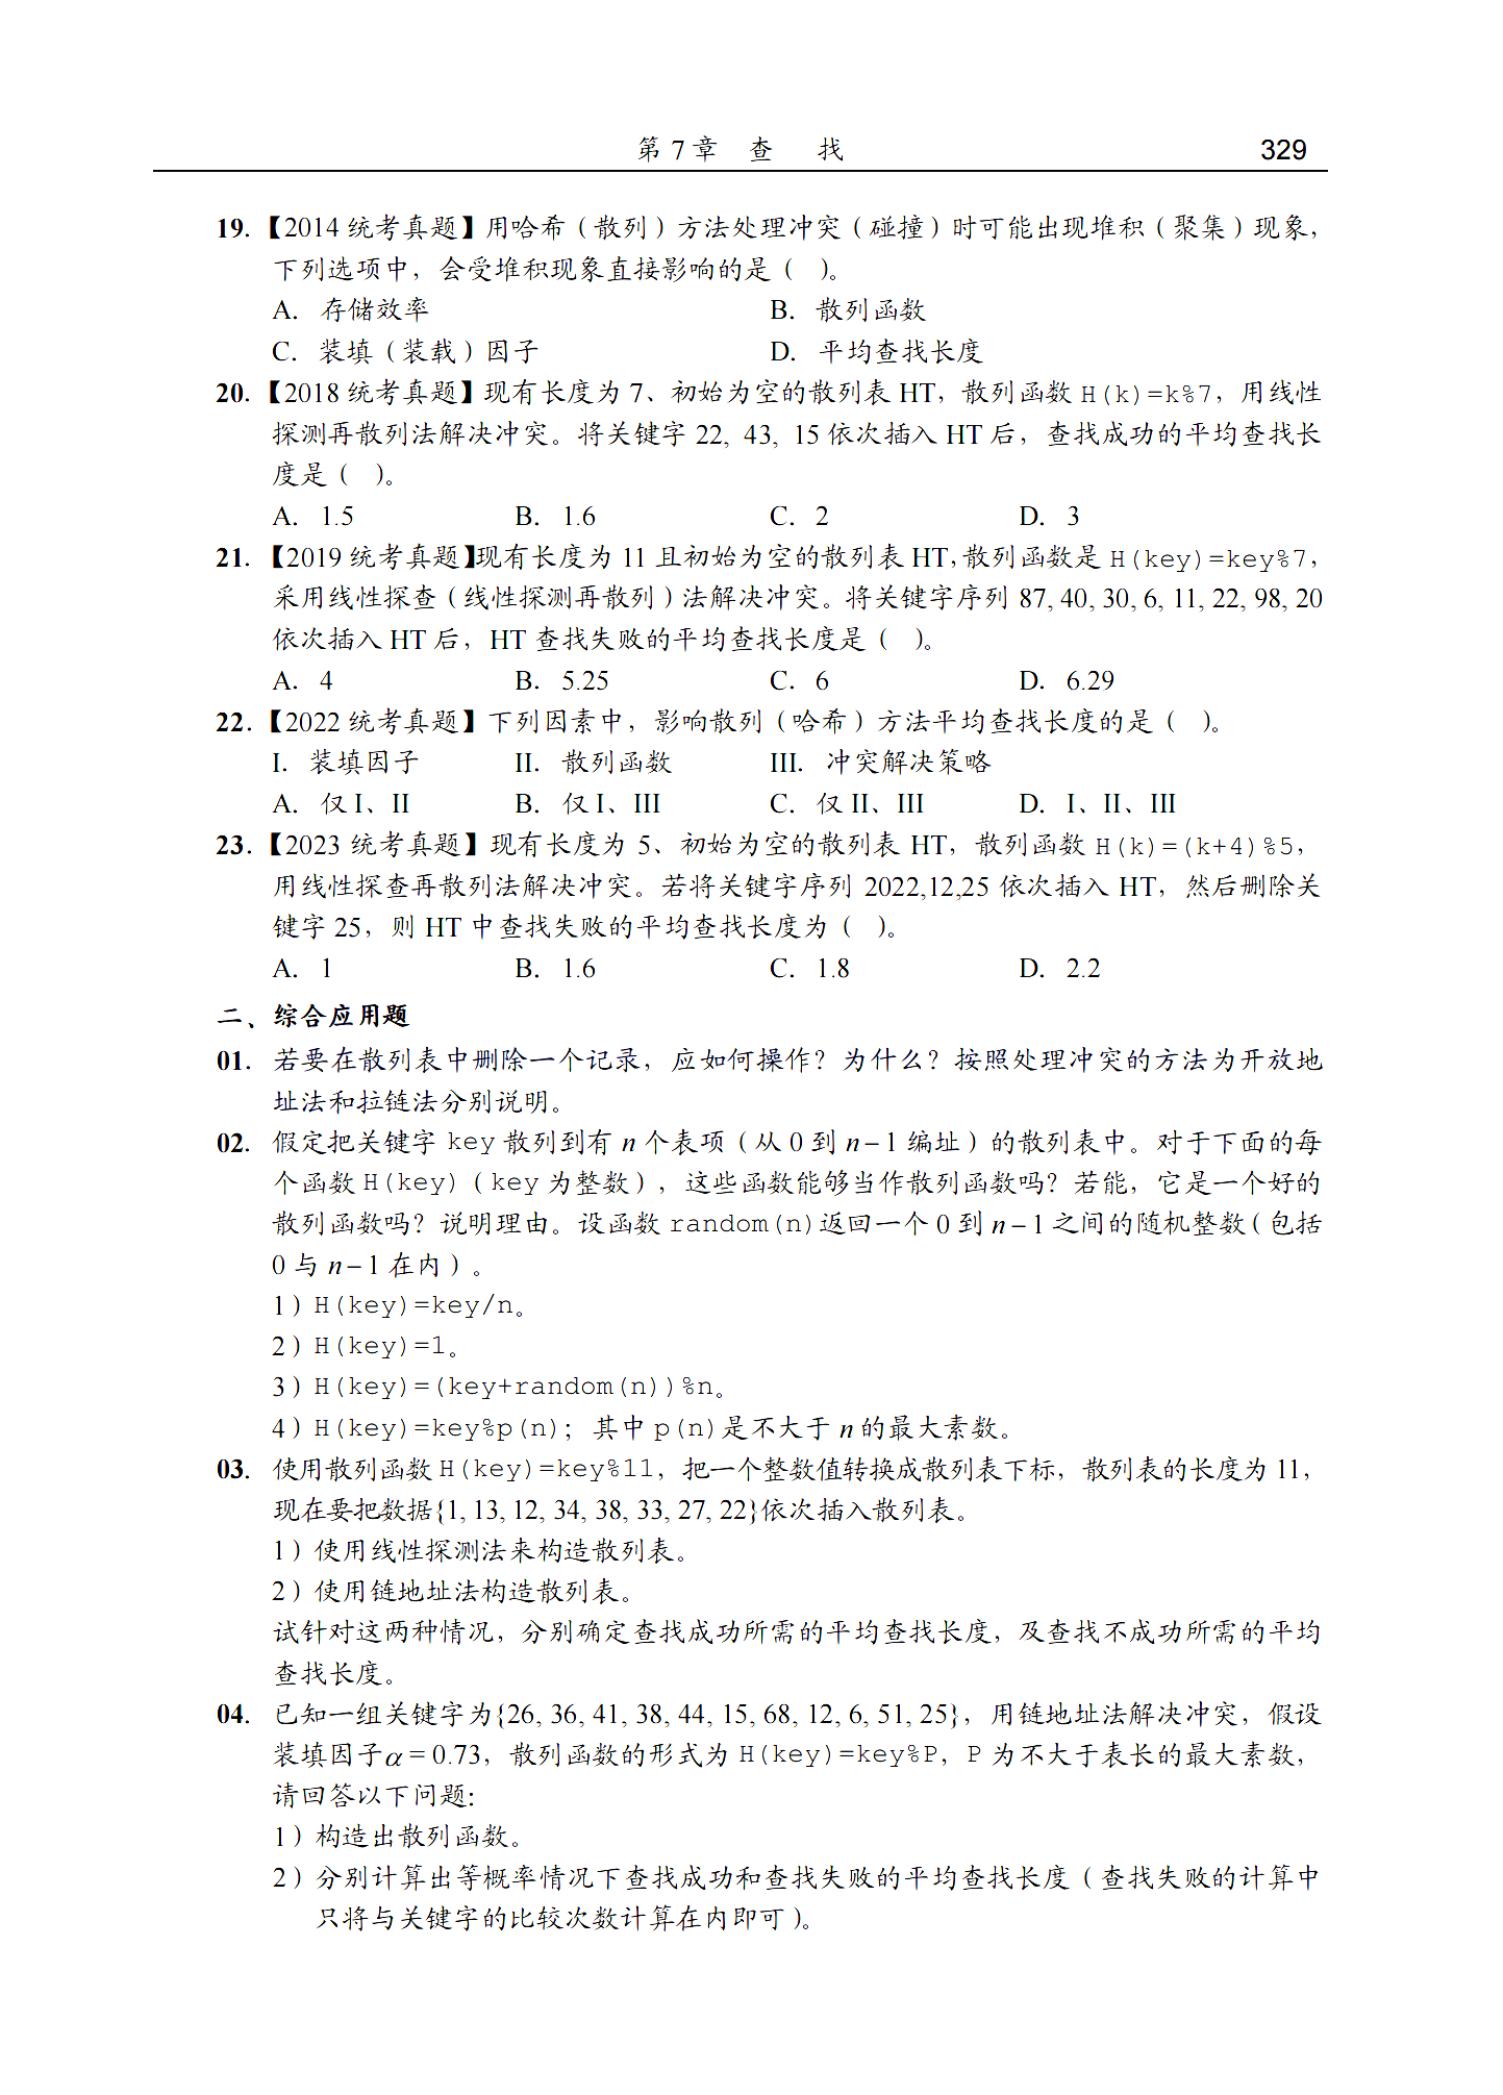 第 7 章 查 找 329
19. 【2014 统考真题】用哈希（散列）方法处理冲突（碰撞）时可能出现堆积（聚集）现象，
下列选项中，会受堆积现象直接影响的是（ ）。
A. 存储效率 B. 散列函数
C. 装填（装载）因子 D. 平均查找长度
20. 【2018 统考真题】现有长度为 7、初始为空的散列表 HT，散列函数 H(k)=k%7，用线性
探测再散列法解决冲突。将关键字 22, 43, 15 依次插入 HT 后，查找成功的平均查找长
度是（ ）。
A. 1.5 B. 1.6 C. 2 D. 3
21. 【2019 统考真题】现有长度为 11 且初始为空的散列表 HT，散列函数是 H(key)=key%7，
采用线性探查（线性探测再散列）法解决冲突。将关键字序列 87, 40, 30, 6, 11, 22, 98, 20
依次插入 HT 后，HT 查找失败的平均查找长度是（ ）。
A. 4 B. 5.25 C. 6 D. 6.29
22. 【2022 统考真题】下列因素中，影响散列（哈希）方法平均查找长度的是（ ）。
I. 装填因子 II. 散列函数 III. 冲突解决策略
A. 仅 I、II B. 仅 I、III C. 仅 II、III D. I、II、III
23. 【2023 统考真题】现有长度为 5、初始为空的散列表 HT，散列函数 H(k)=(k+4)%5，
用线性探查再散列法解决冲突。若将关键字序列 2022,12,25 依次插入 HT，然后删除关
键字 25，则 HT 中查找失败的平均查找长度为（ ）。
A. 1 B. 1.6 C. 1.8 D. 2.2
二、综合应用题
01. 若要在散列表中删除一个记录，应如何操作？为什么？按照处理冲突的方法为开放地
址法和拉链法分别说明。
02. 假定把关键字 key 散列到有 n 个表项（从 0 到 n – 1 编址）的散列表中。对于下面的每
个函数 H(key)（key 为整数），这些函数能够当作散列函数吗？若能，它是一个好的
散列函数吗？说明理由。设函数 random(n)返回一个 0 到 n – 1 之间的随机整数（包括
0 与 n – 1 在内）。
1）H(key)=key/n。
2）H(key)=1。
3）H(key)=(key+random(n))%n。
4）H(key)=key%p(n)；其中 p(n)是不大于 n 的最大素数。
03. 使用散列函数 H(key)=key%11，把一个整数值转换成散列表下标，散列表的长度为 11，
现在要把数据{1, 13, 12, 34, 38, 33, 27, 22}依次插入散列表。
1）使用线性探测法来构造散列表。
2）使用链地址法构造散列表。
试针对这两种情况，分别确定查找成功所需的平均查找长度，及查找不成功所需的平均
查找长度。
04. 已知一组关键字为{26, 36, 41, 38, 44, 15, 68, 12, 6, 51, 25}，用链地址法解决冲突，假设
装填因子α = 0.73，散列函数的形式为 H(key)=key%P，P 为不大于表长的最大素数，
请回答以下问题：
1）构造出散列函数。
2）分别计算出等概率情况下查找成功和查找失败的平均查找长度（查找失败的计算中
只将与关键字的比较次数计算在内即可）。